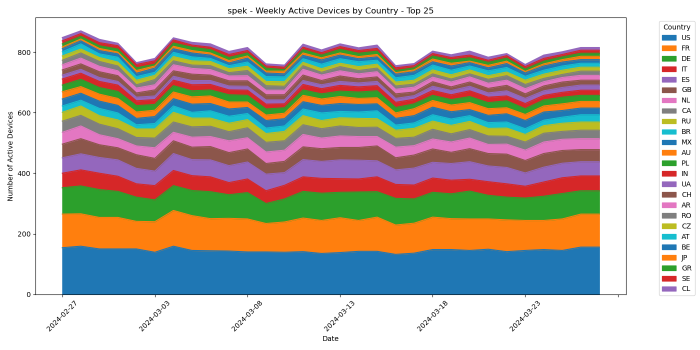 spek - Weekly Active Devices by Country - Top 25
Number of Active Devices
800
600
400
200
0
2024-02-27
2024-03-03
2024-03-08
2024-03-13
2024-03-18
2024-03-23
Date
Country
US
FR
DE
IT
ES
GB
NL
CA
RU
BR
MX
AU
PL
IN
UA
CH
AR
RO
CZ
AT
BE
JP
GR
SE
CL